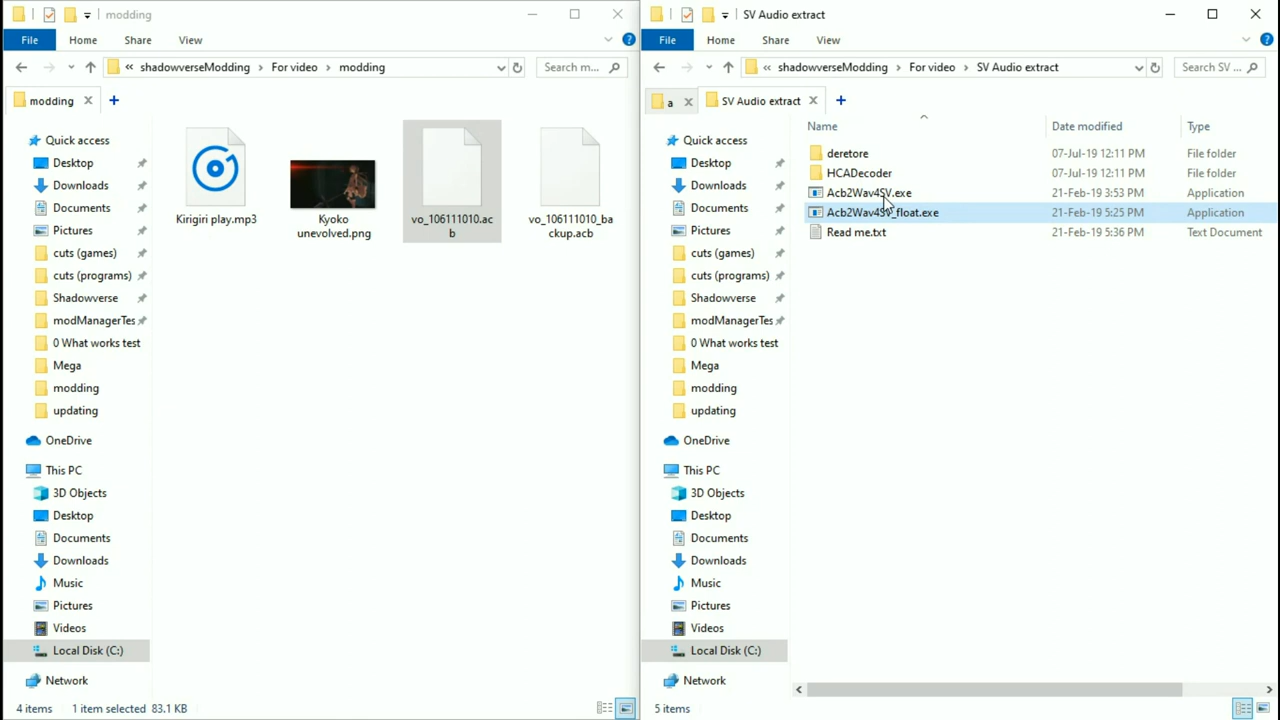 modding
File
Home
Share
View
« shadowverseModding > For video > modding
Search m...
modding
Quick access
Desktop
Downloads
Documents
Pictures
cuts (games)
cuts (programs)
Shadowverse
modManagerTes
0 What works test
Mega
modding
updating
OneDrive
This PC
3D Objects
Desktop
Documents
Downloads
Music
Pictures
Videos
Local Disk (C:)
Network
Kirigiri play.mp3
Kyoko
unevolved.png
vo_106111010.ac
b
vo_106111010_ba
ckup.acb
4 items
1 item selected 83.1 KB
SV Audio extract
File
Home
Share
View
« shadowverseModding > For video > SV Audio extract
Search SV ...
a
SV Audio extract
Quick access
Desktop
Downloads
Documents
Pictures
cuts (games)
cuts (programs)
Shadowverse
modManagerTes
0 What works test
Mega
modding
updating
OneDrive
This PC
3D Objects
Desktop
Documents
Downloads
Music
Pictures
Videos
Local Disk (C:)
Network
Name Date modified Type
deretore 07-Jul-19 12:11 PM File folder
HCADecoder 07-Jul-19 12:11 PM File folder
Acb2Wav4SV.exe 21-Feb-19 3:53 PM Application
Acb2Wav4SV_float.exe 21-Feb-19 5:25 PM Application
Read me.txt 21-Feb-19 5:36 PM Text Document
5 items